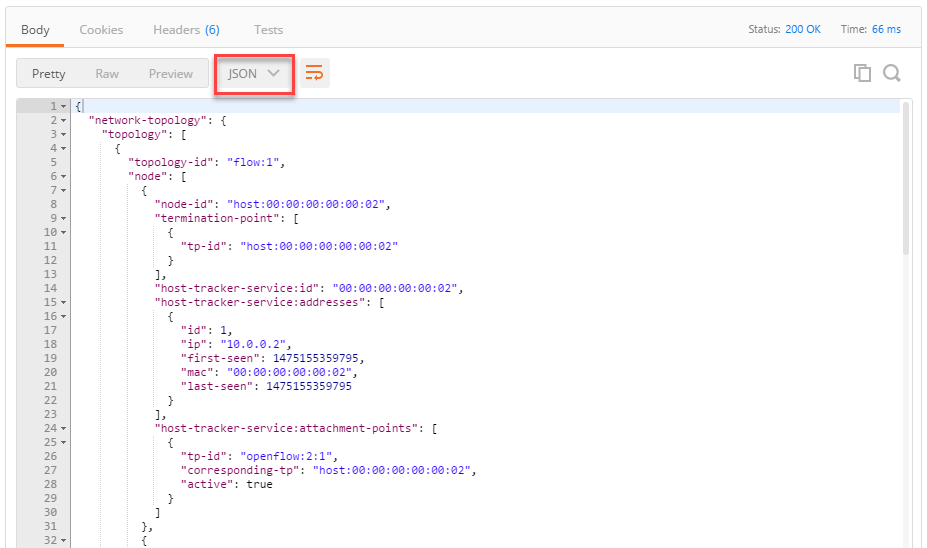 Body Cookies Headers (6) Tests Status: 200 OK Time: 66 ms
Pretty Raw Preview JSON
1 {
2 "network-topology": {
3 "topology": [
4 {
5 "topology-id": "flow:1",
6 "node": [
7 {
8 "node-id": "host:00:00:00:00:00:02",
9 "termination-point": [
10 {
11 "tp-id": "host:00:00:00:00:00:02"
12 }
13 ],
14 "host-tracker-service:id": "00:00:00:00:00:02",
15 "host-tracker-service:addresses": [
16 {
17 "id": 1,
18 "ip": "10.0.0.2",
19 "first-seen": 1475155359795,
20 "mac": "00:00:00:00:00:02",
21 "last-seen": 1475155359795
22 }
23 ],
24 "host-tracker-service:attachment-points": [
25 {
26 "tp-id": "openflow:2:1",
27 "corresponding-tp": "host:00:00:00:00:00:02",
28 "active": true
29 }
30 ]
31 },
32 {